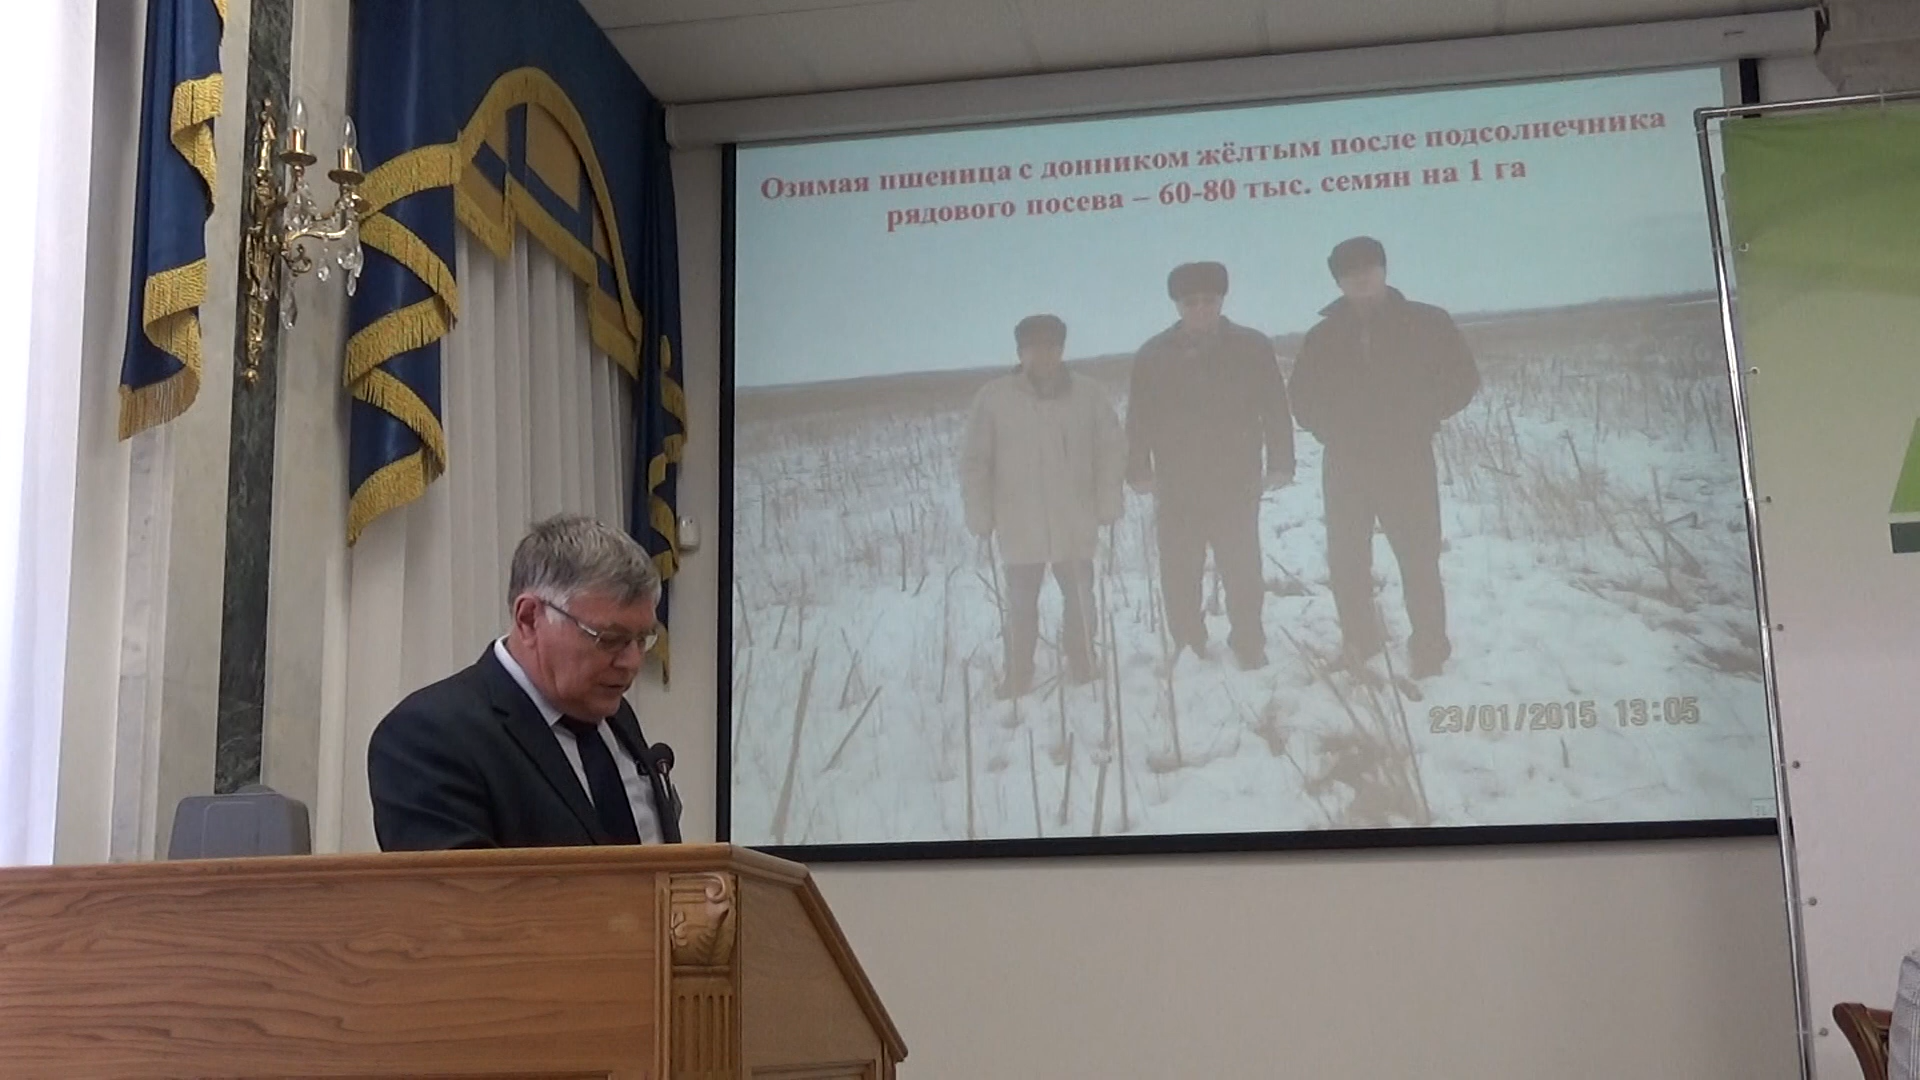 Озимая пшеница с донником жёлтым после подсолнечника
рядового посева – 60-80 тыс. семян на 1 га
23/01/2015 13:05